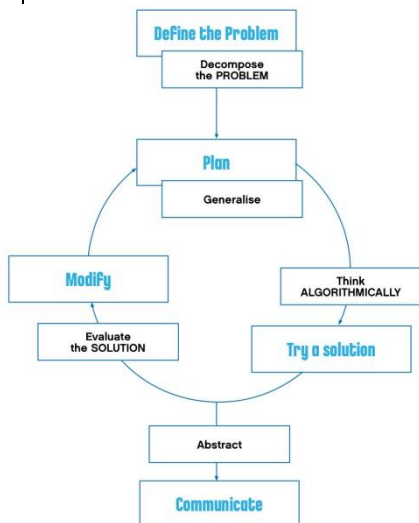 Define the Problem
Decompose
the PROBLEM
Plan
Generalise
Modify
Think
ALGORITHMICALLY
Evaluate
the SOLUTION
Try a solution
Abstract
Communicate